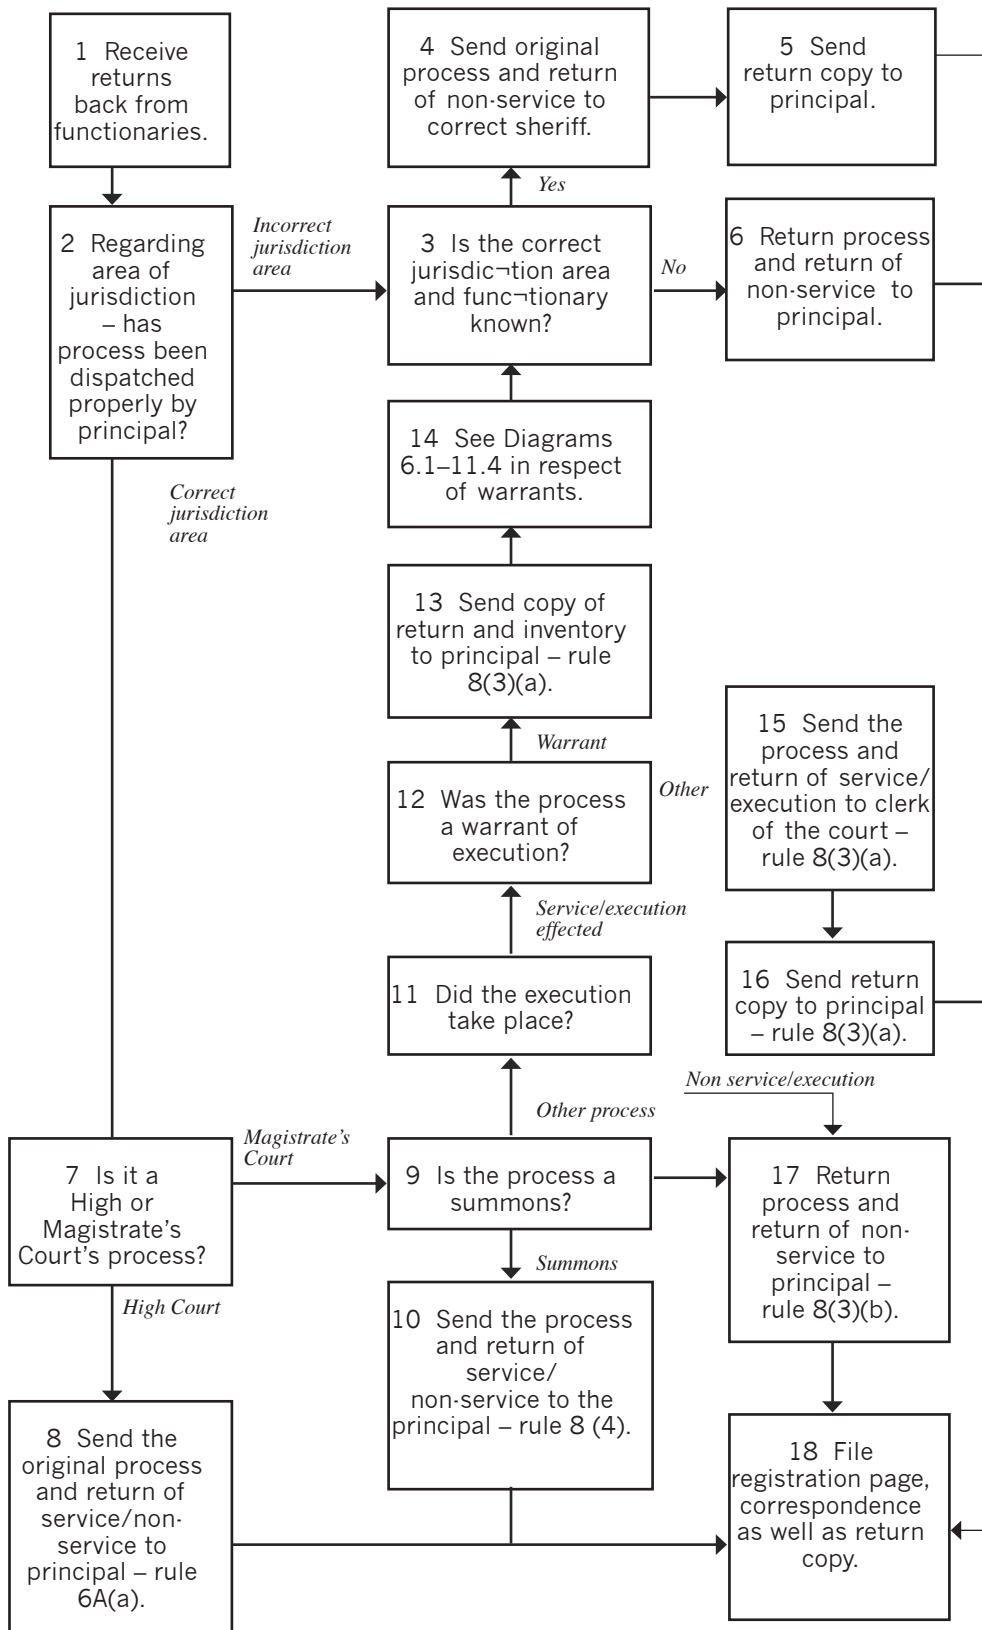 1 Receive
returns
back from
functionaries.
4 Send original
process and return
of non-service to
correct sheriff.
5 Send
return copy to
principal.
Yes
2 Regarding
area of
jurisdiction
– has
process been
dispatched
properly by
principal?
Incorrect
jurisdiction
area
3 Is the correct
jurisdic¬tion area
and func¬tionary
known?
No
6 Return process
and return of
non-service to
principal.
14 See Diagrams
6.1–11.4 in respect
of warrants.
Correct
jurisdiction
area
13 Send copy of
return and inventory
to principal – rule
8(3)(a).
Warrant
12 Was the process
a warrant of
execution?
Other
15 Send the
process and
return of service/
execution to clerk
of the court –
rule 8(3)(a).
Service/execution
effected
11 Did the execution
take place?
16 Send return
copy to principal
– rule 8(3)(a).
Non service/execution
Other process
7 Is it a
High or
Magistrate’s
Court’s process?
Magistrate’s
Court
9 Is the process a
summons?
17 Return
process and
return of non-
service to
principal –
rule 8(3)(b).
Summons
High Court
10 Send the process
and return of
service/
non-service to the
principal – rule 8 (4).
8 Send the
original process
and return of
service/non-
service to
principal – rule
6A(a).
18 File
registration page,
correspondence
as well as return
copy.